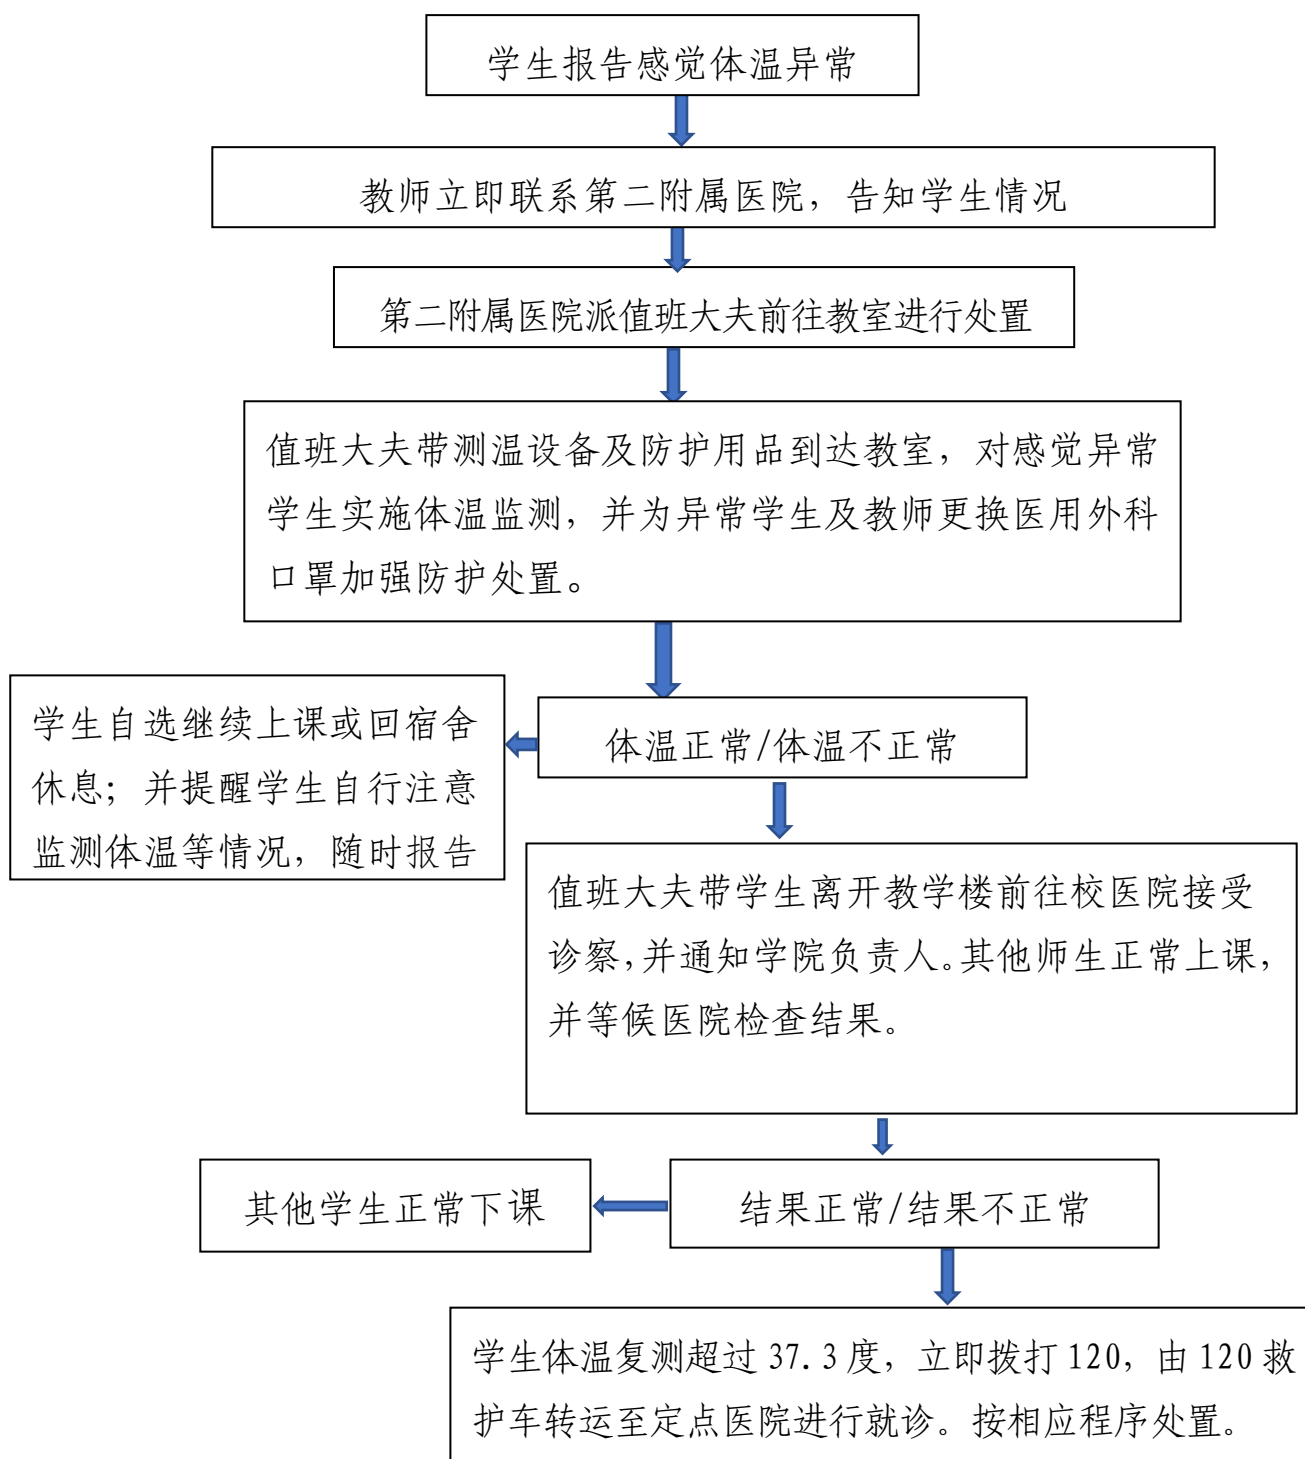 学生报告感觉体温异常
教师立即联系第二附属医院，告知学生情况
第二附属医院派值班大夫前往教室进行处置
值班大夫带测温设备及防护用品到达教室，对感觉异常
学生实施体温监测，并为异常学生及教师更换医用外科
口罩加强防护处置。
学生自选继续上课或回宿舍
休息；并提醒学生自行注意
监测体温等情况，随时报告
体温正常/体温不正常
值班大夫带学生离开教学楼前往校医院接受
诊察，并通知学院负责人。其他师生正常上课，
并等候医院检查结果。
其他学生正常下课
结果正常/结果不正常
学生体温复测超过 37.3 度，立即拨打 120，由 120 救
护车转运至定点医院进行就诊。按相应程序处置。